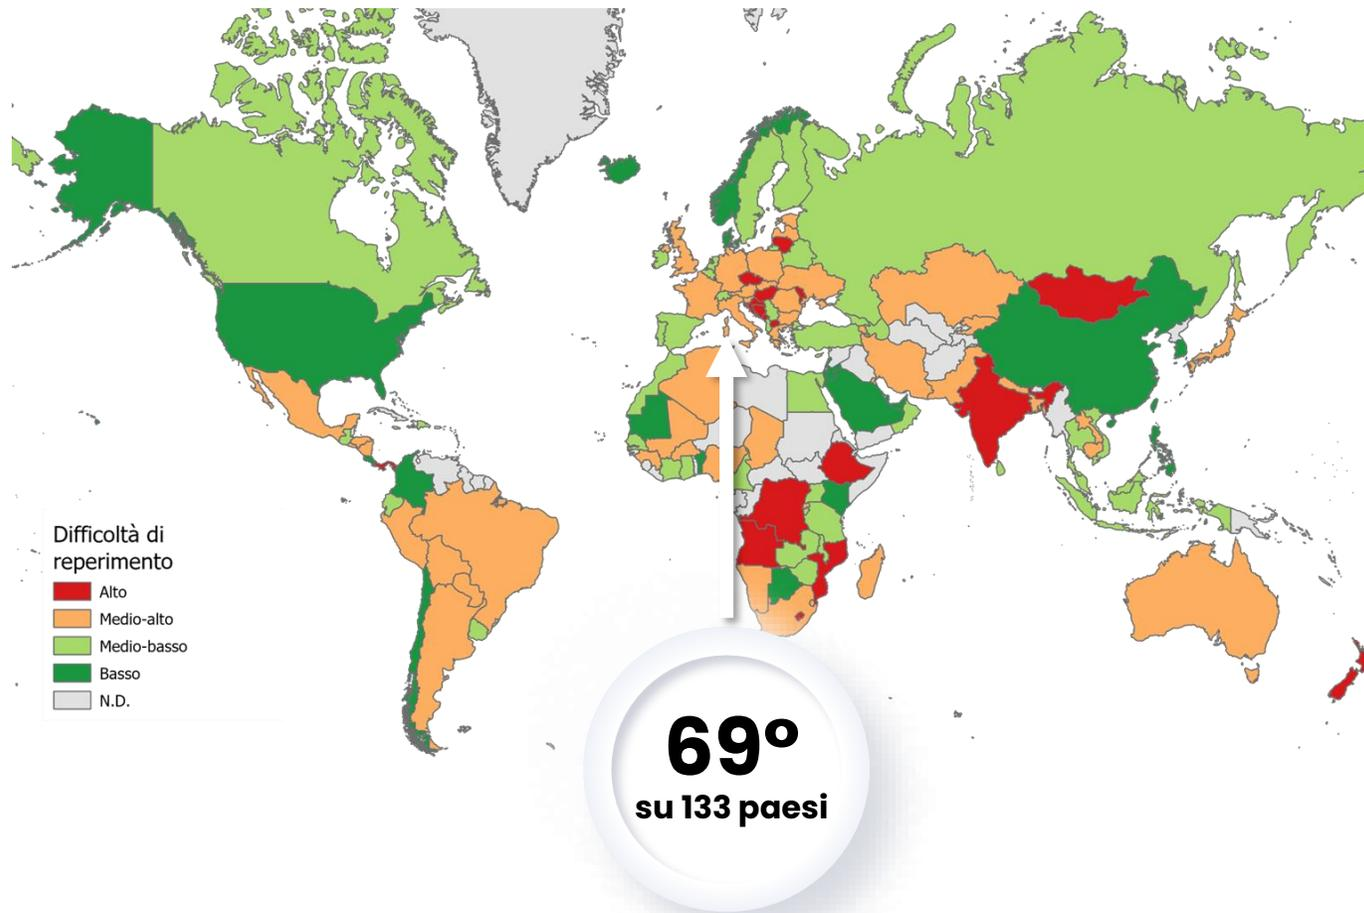 Difficoltà di
reperimento
Alto
Medio-alto
Medio-basso
Basso
N.D.
69º
su 133 paesi